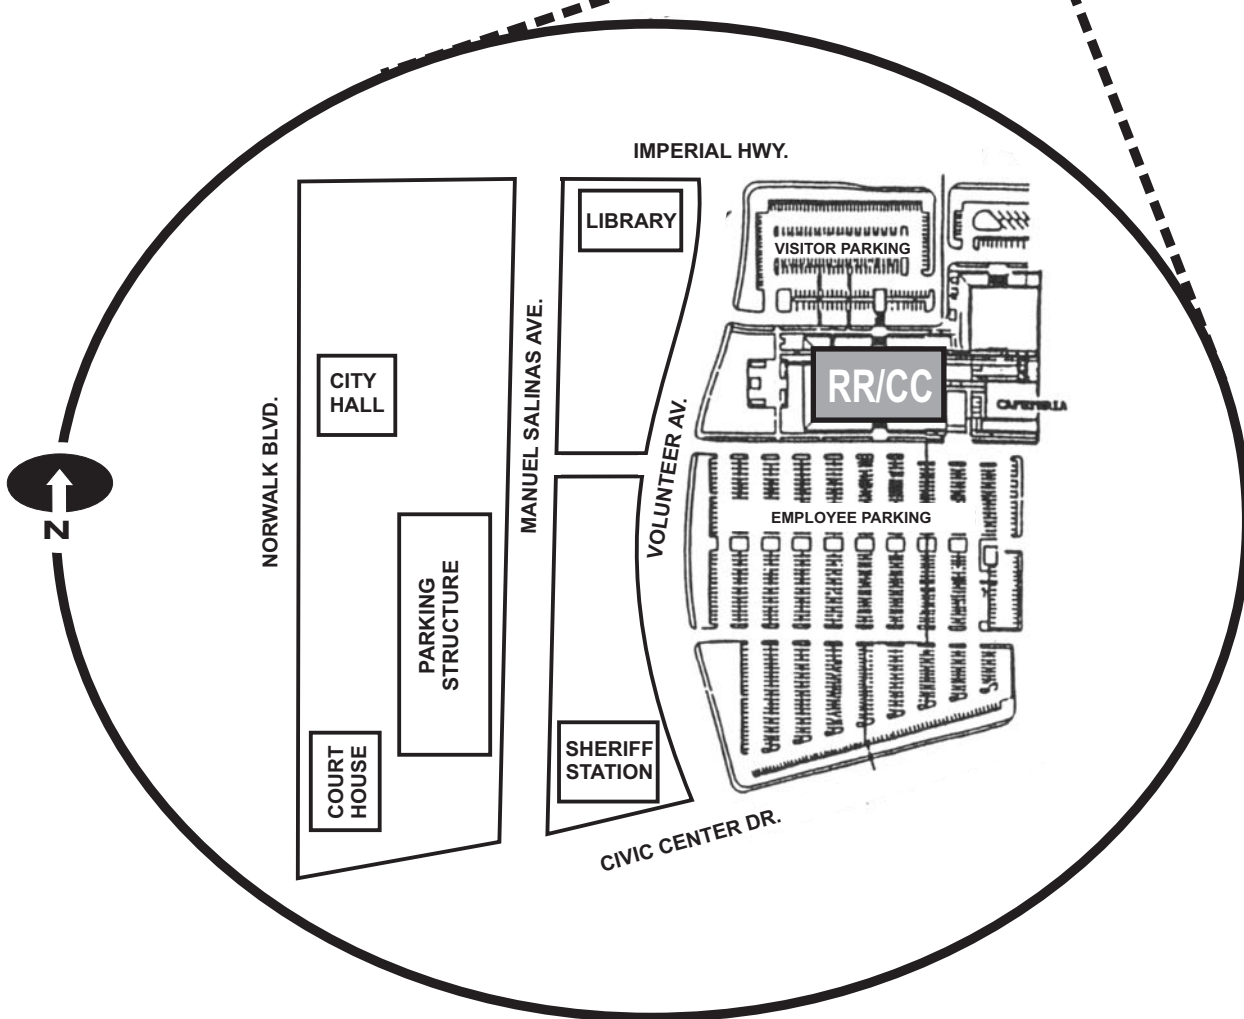 IMPERIAL HWY.
LIBRARY
VISITOR PARKING
CITY
HALL
RR/CC
CAFETERIA
NORWALK BLVD.
MANUEL SALINAS AVE.
VOLUNTEER AV.
N
EMPLOYEE PARKING
PARKING
STRUCTURE
COURT
HOUSE
SHERIFF
STATION
CIVIC CENTER DR.